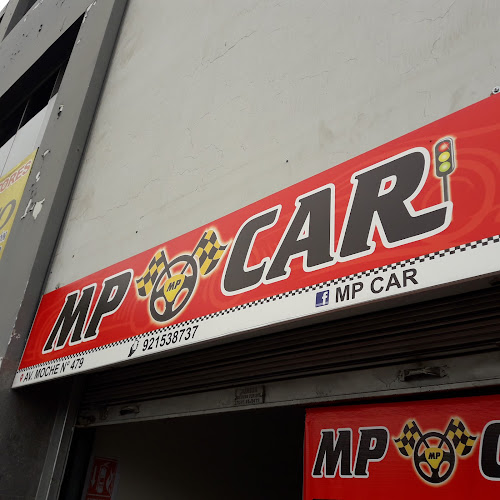 MP CAR
MP
AV. MOCHE N° 479
921538737
f MP CAR
MP
MP